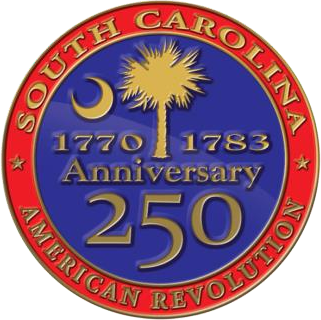 SOUTH CAROLINA
1770 1783
Anniversary
250
AMERICAN REVOLUTION